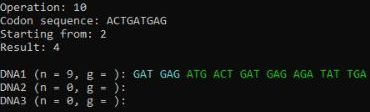 Operation: 10
Codon sequence: ACTGATGAG
Starting from: 2
Result: 4
DNA1 (n = 9, g = ): GAT GAG ATG ACT GAT GAG AGA TAT TGA
DNA2 (n = 0, g = ):
DNA3 (n = 0, g = ):